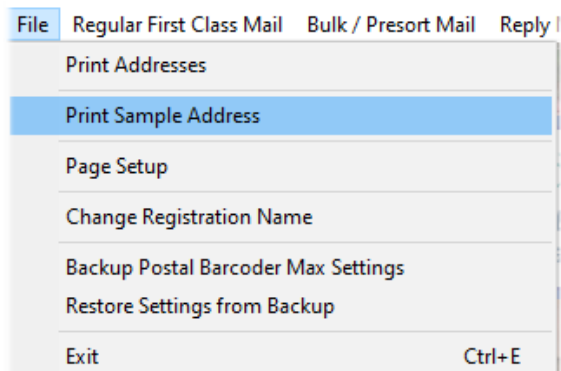 File Regular First Class Mail Bulk / Presort Mail Reply
Print Addresses
Print Sample Address
Page Setup
Change Registration Name
Backup Postal Barcoder Max Settings
Restore Settings from Backup
Exit Ctrl+E